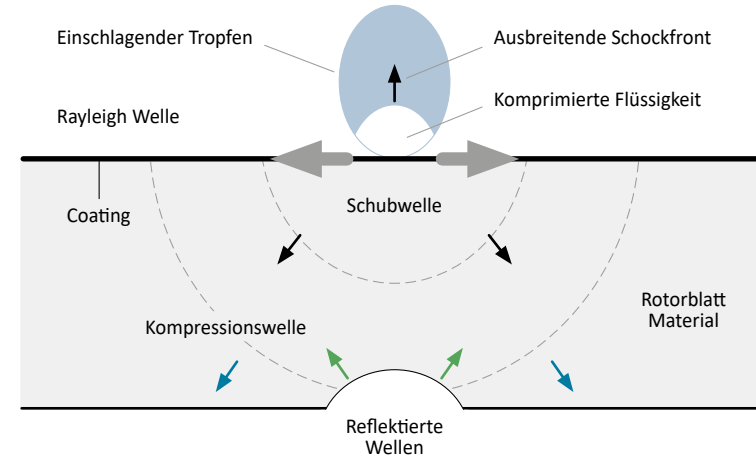 Einschlagender Tropfen
Ausbreitende Schockfront
Komprimierte Flüssigkeit
Rayleigh Welle
Coating
Schubwelle
Rotorblatt
Material
Kompressionswelle
Reflektierte
Wellen